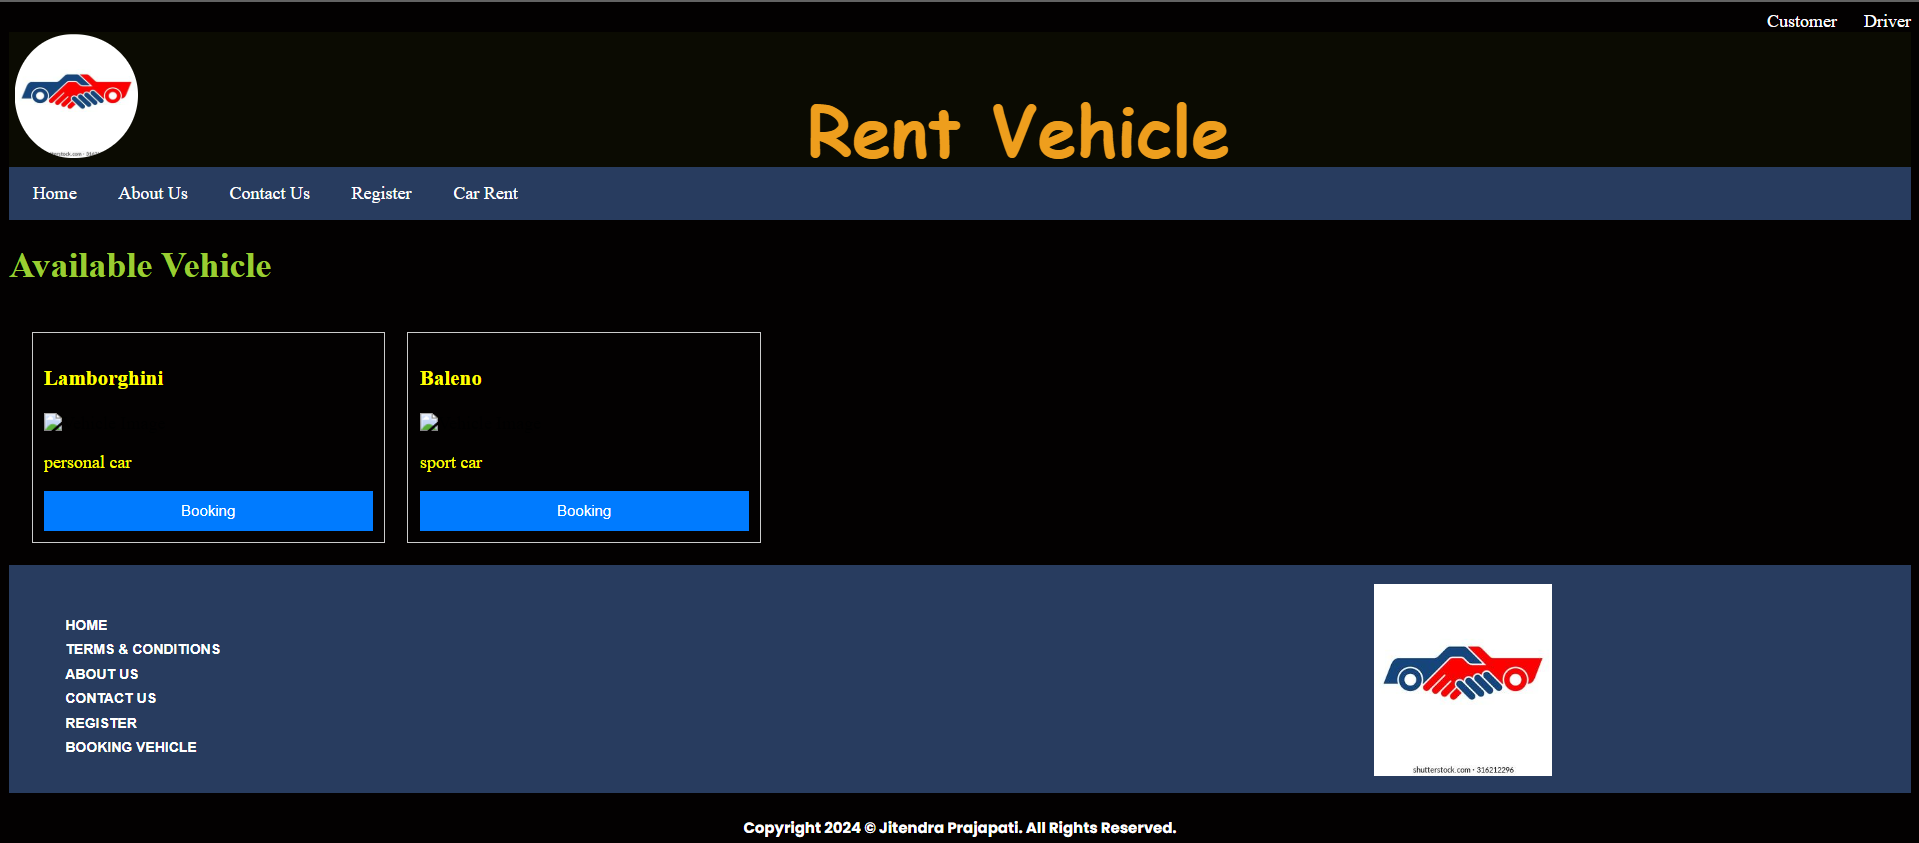 Customer Driver
Rent Vehicle
Home About Us Contact Us Register Car Rent
Available Vehicle
Lamborghini
personal car
Booking
Baleno
sport car
Booking
HOME
TERMS & CONDITIONS
ABOUT US
CONTACT US
REGISTER
BOOKING VEHICLE
shutterstock.com · 316212296
Copyright 2024 © Jitendra Prajapati. All Rights Reserved.